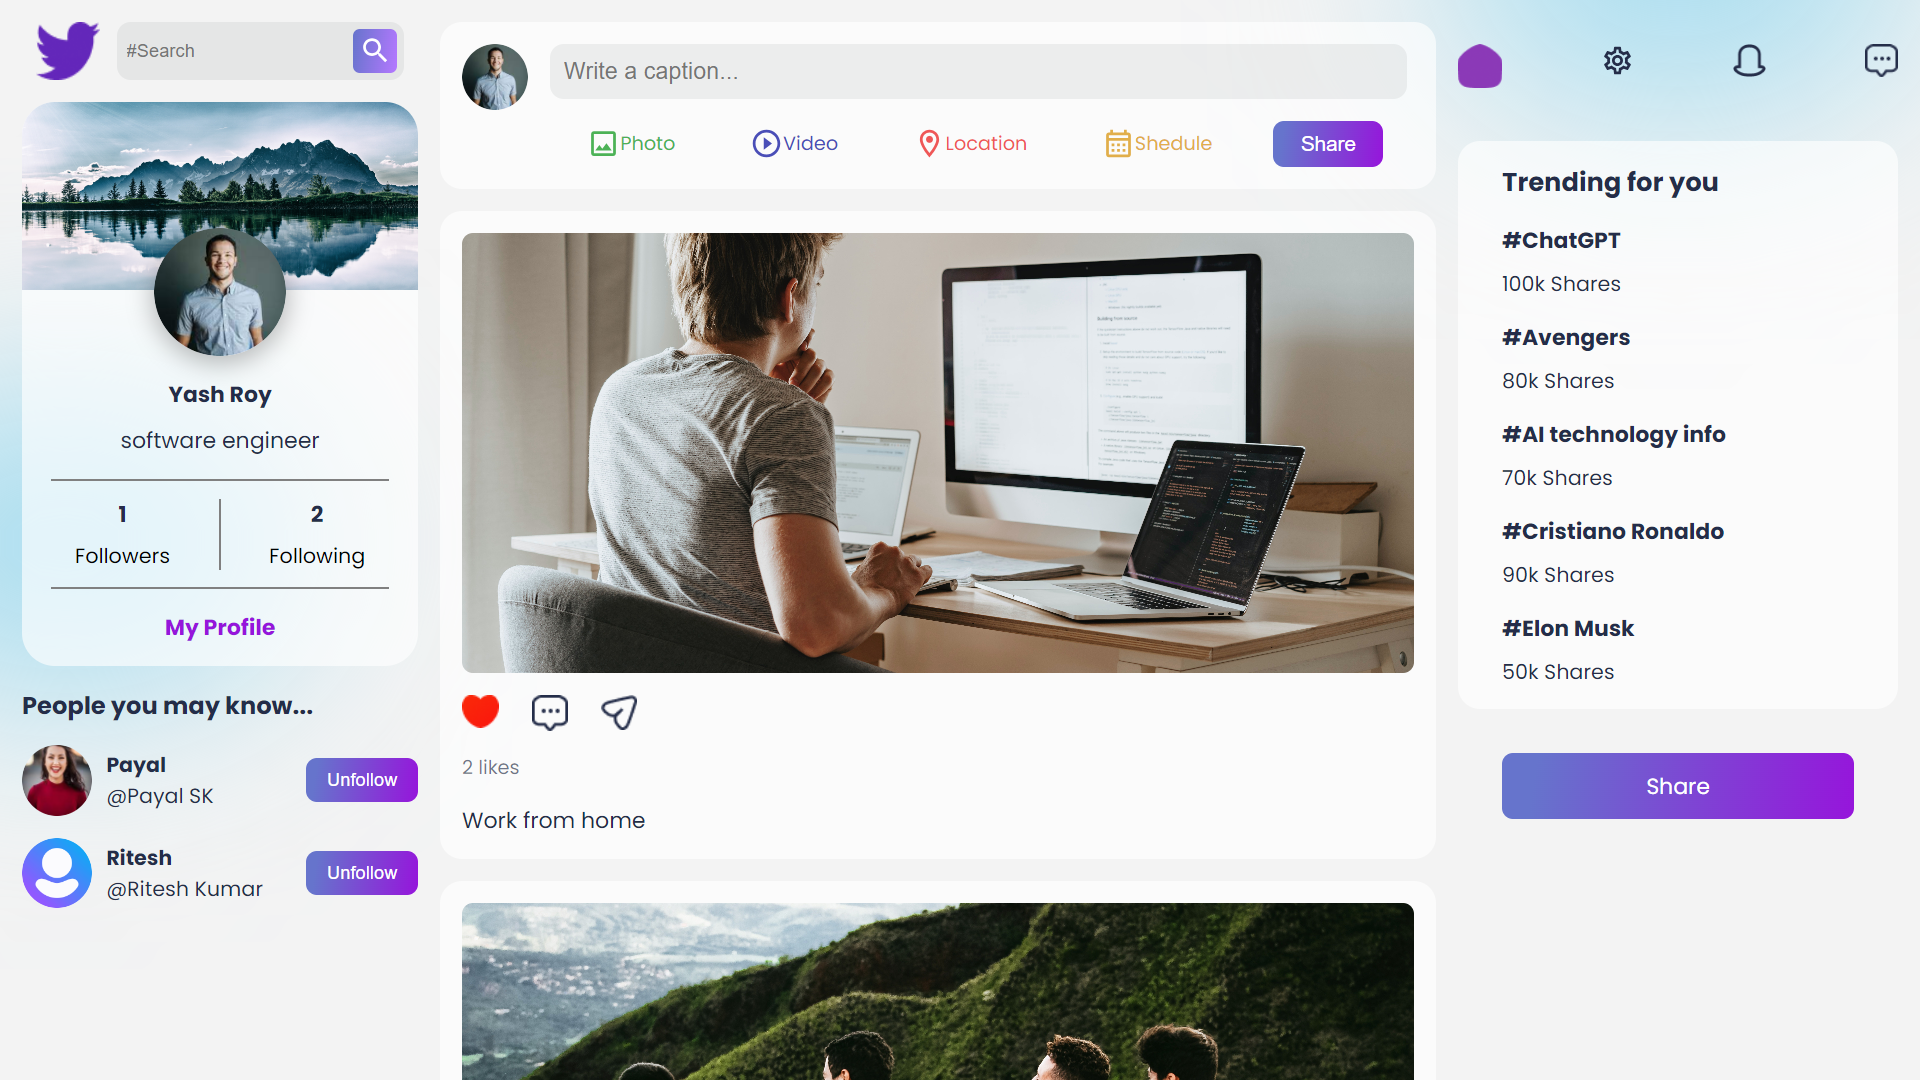 #Search
Yash Roy
software engineer
1
Followers
2
Following
My Profile
People you may know...
Payal
@Payal SK
Unfollow
Ritesh
@Ritesh Kumar
Unfollow
Write a caption...
Photo
Video
Location
Shedule
Share
2 likes
Work from home
Trending for you
#ChatGPT
100k Shares
#Avengers
80k Shares
#AI technology info
70k Shares
#Cristiano Ronaldo
90k Shares
#Elon Musk
50k Shares
Share